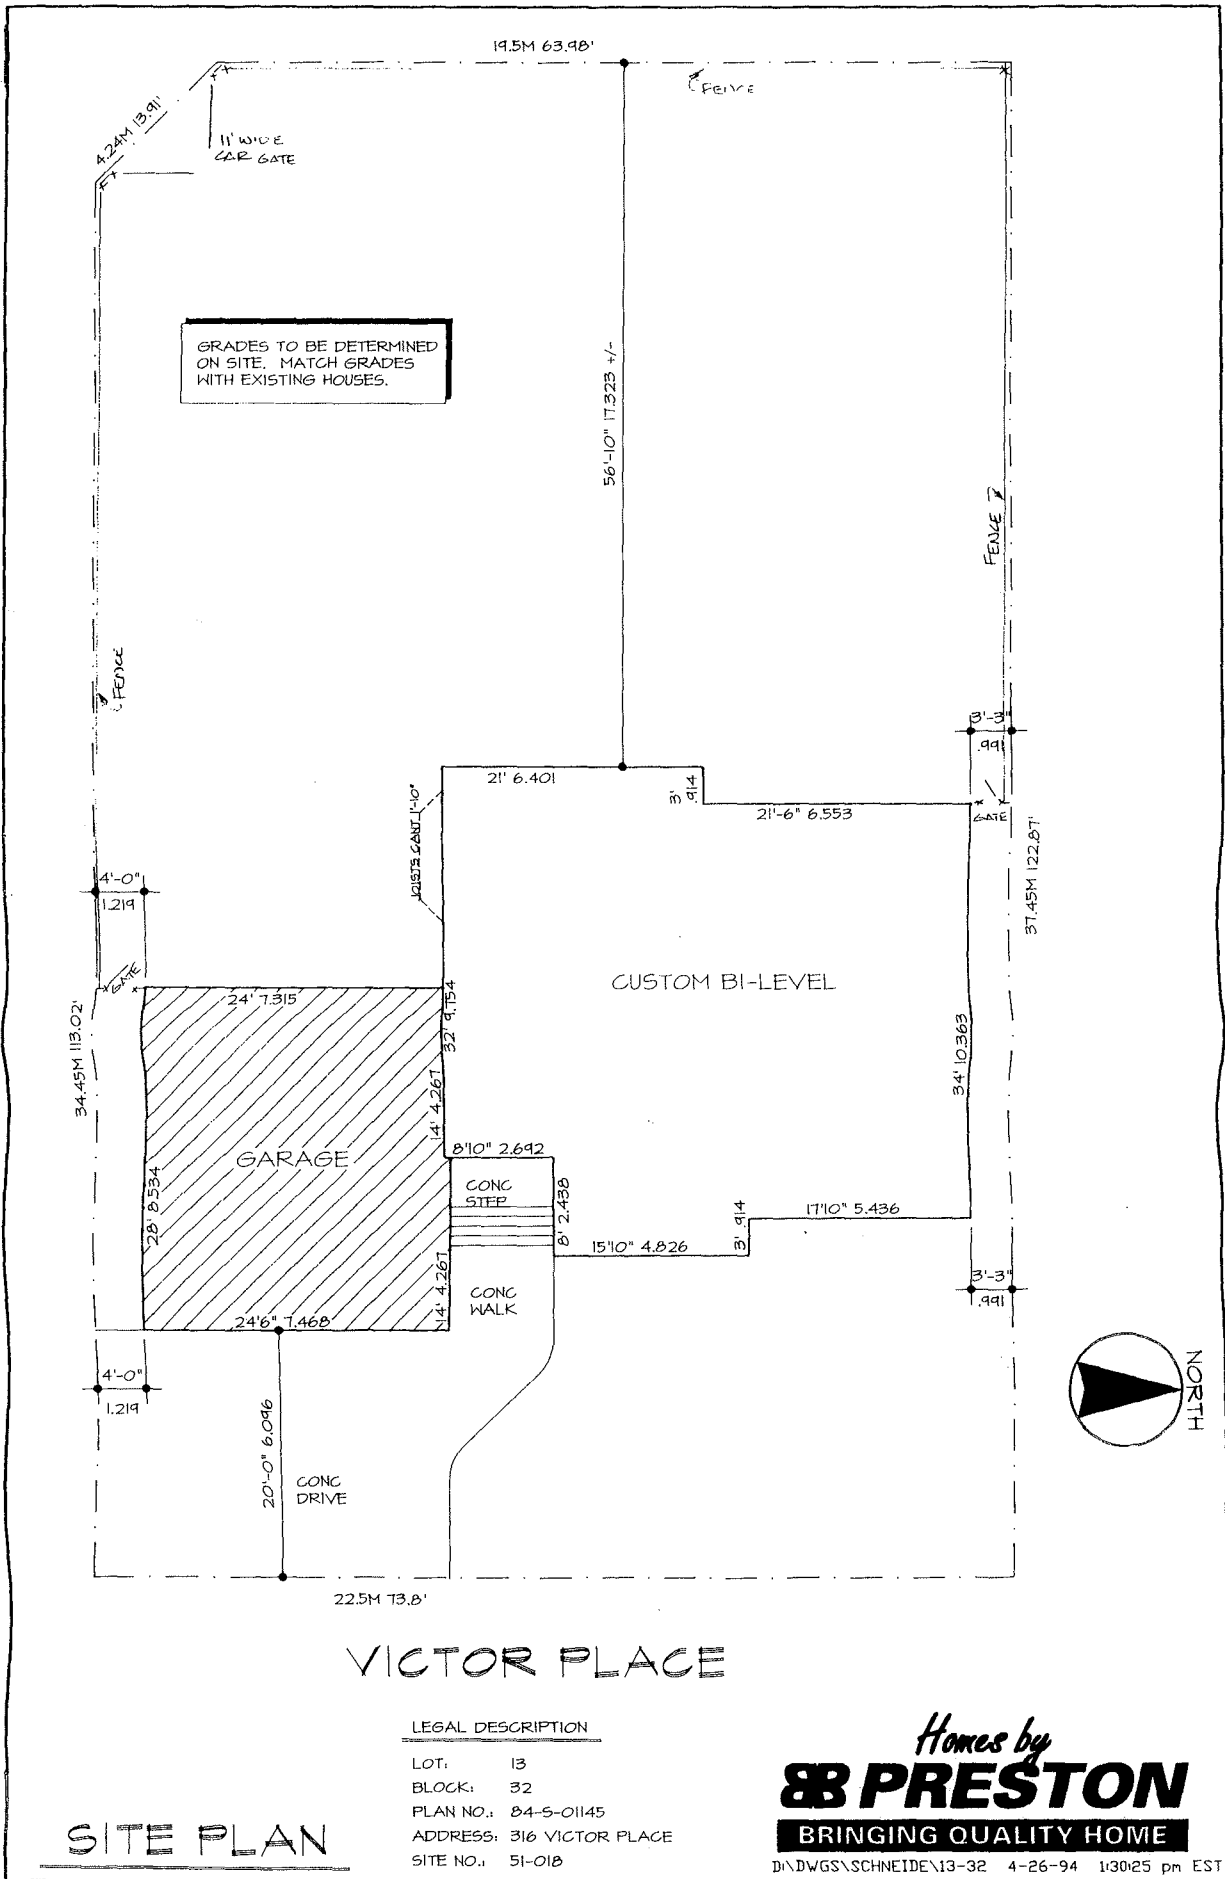 19.5M 63.98'
FENCE
4.24M 13.91'
11' WIDE
CAR GATE
GRADES TO BE DETERMINED
ON SITE. MATCH GRADES
WITH EXISTING HOUSES.
56'-10" 17.323 +/-
FENCE
FENCE
3'-3"
.991
21' 6.401
3'
.914
21'-6" 6.553
GATE
JOISTS CANT. 1'-10"
37.45M 122.87'
4'-0"
1.219
GATE
CUSTOM BI-LEVEL
24' 7.315
32' 9.754
34.45M 113.02'
34' 10.363
14' 4.267
GARAGE
8'10" 2.692
CONC
STEP
28' 8.534
8' 2.438
3' .914
17'10" 5.436
15'10" 4.826
14' 4.267
CONC
WALK
3'-3"
.991
24'6" 7.468
4'-0"
1.219
NORTH
20'-0" 6.096
CONC
DRIVE
22.5M 73.8'
VICTOR PLACE
LEGAL DESCRIPTION
LOT: 13
BLOCK: 32
PLAN NO.: 84-S-01145
ADDRESS: 316 VICTOR PLACE
SITE NO.: 51-018
SITE PLAN
Homes by
PRESTON
BRINGING QUALITY HOME
D:\DWGS\SCHNEIDE\13-32 4-26-94 1:30:25 pm EST